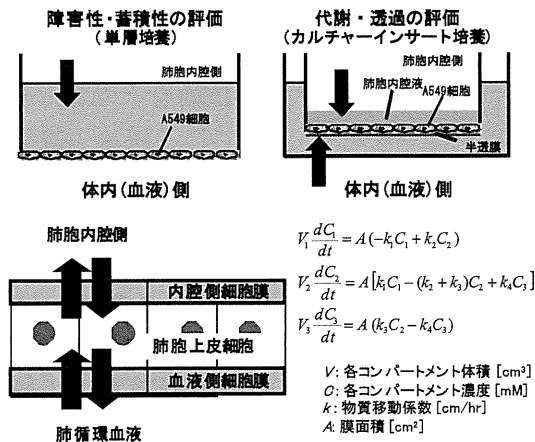 障害性・蓄積性の評価
（単層培養）
肺胞内腔側
A549細胞
体内（血液）側
代謝・透過の評価
（カルチャーインサート培養）
肺胞内腔側
肺胞内腔液
A549細胞
半透膜
体内（血液）側
肺胞内腔側
内腔側細胞膜
肺胞上皮細胞
血液側細胞膜
肺循環血液
V₁ dC₁/dt = A(-k₁C₁ + k₂C₂)
V₂ dC₂/dt = A[k₁C₁ - (k₂ + k₃)C₂ + k₄C₃]
V₃ dC₃/dt = A(k₃C₂ - k₄C₃)
V: 各コンパートメント体積 [cm³]
C: 各コンパートメント濃度 [mM]
k: 物質移動係数 [cm/hr]
A: 膜面積 [cm²]